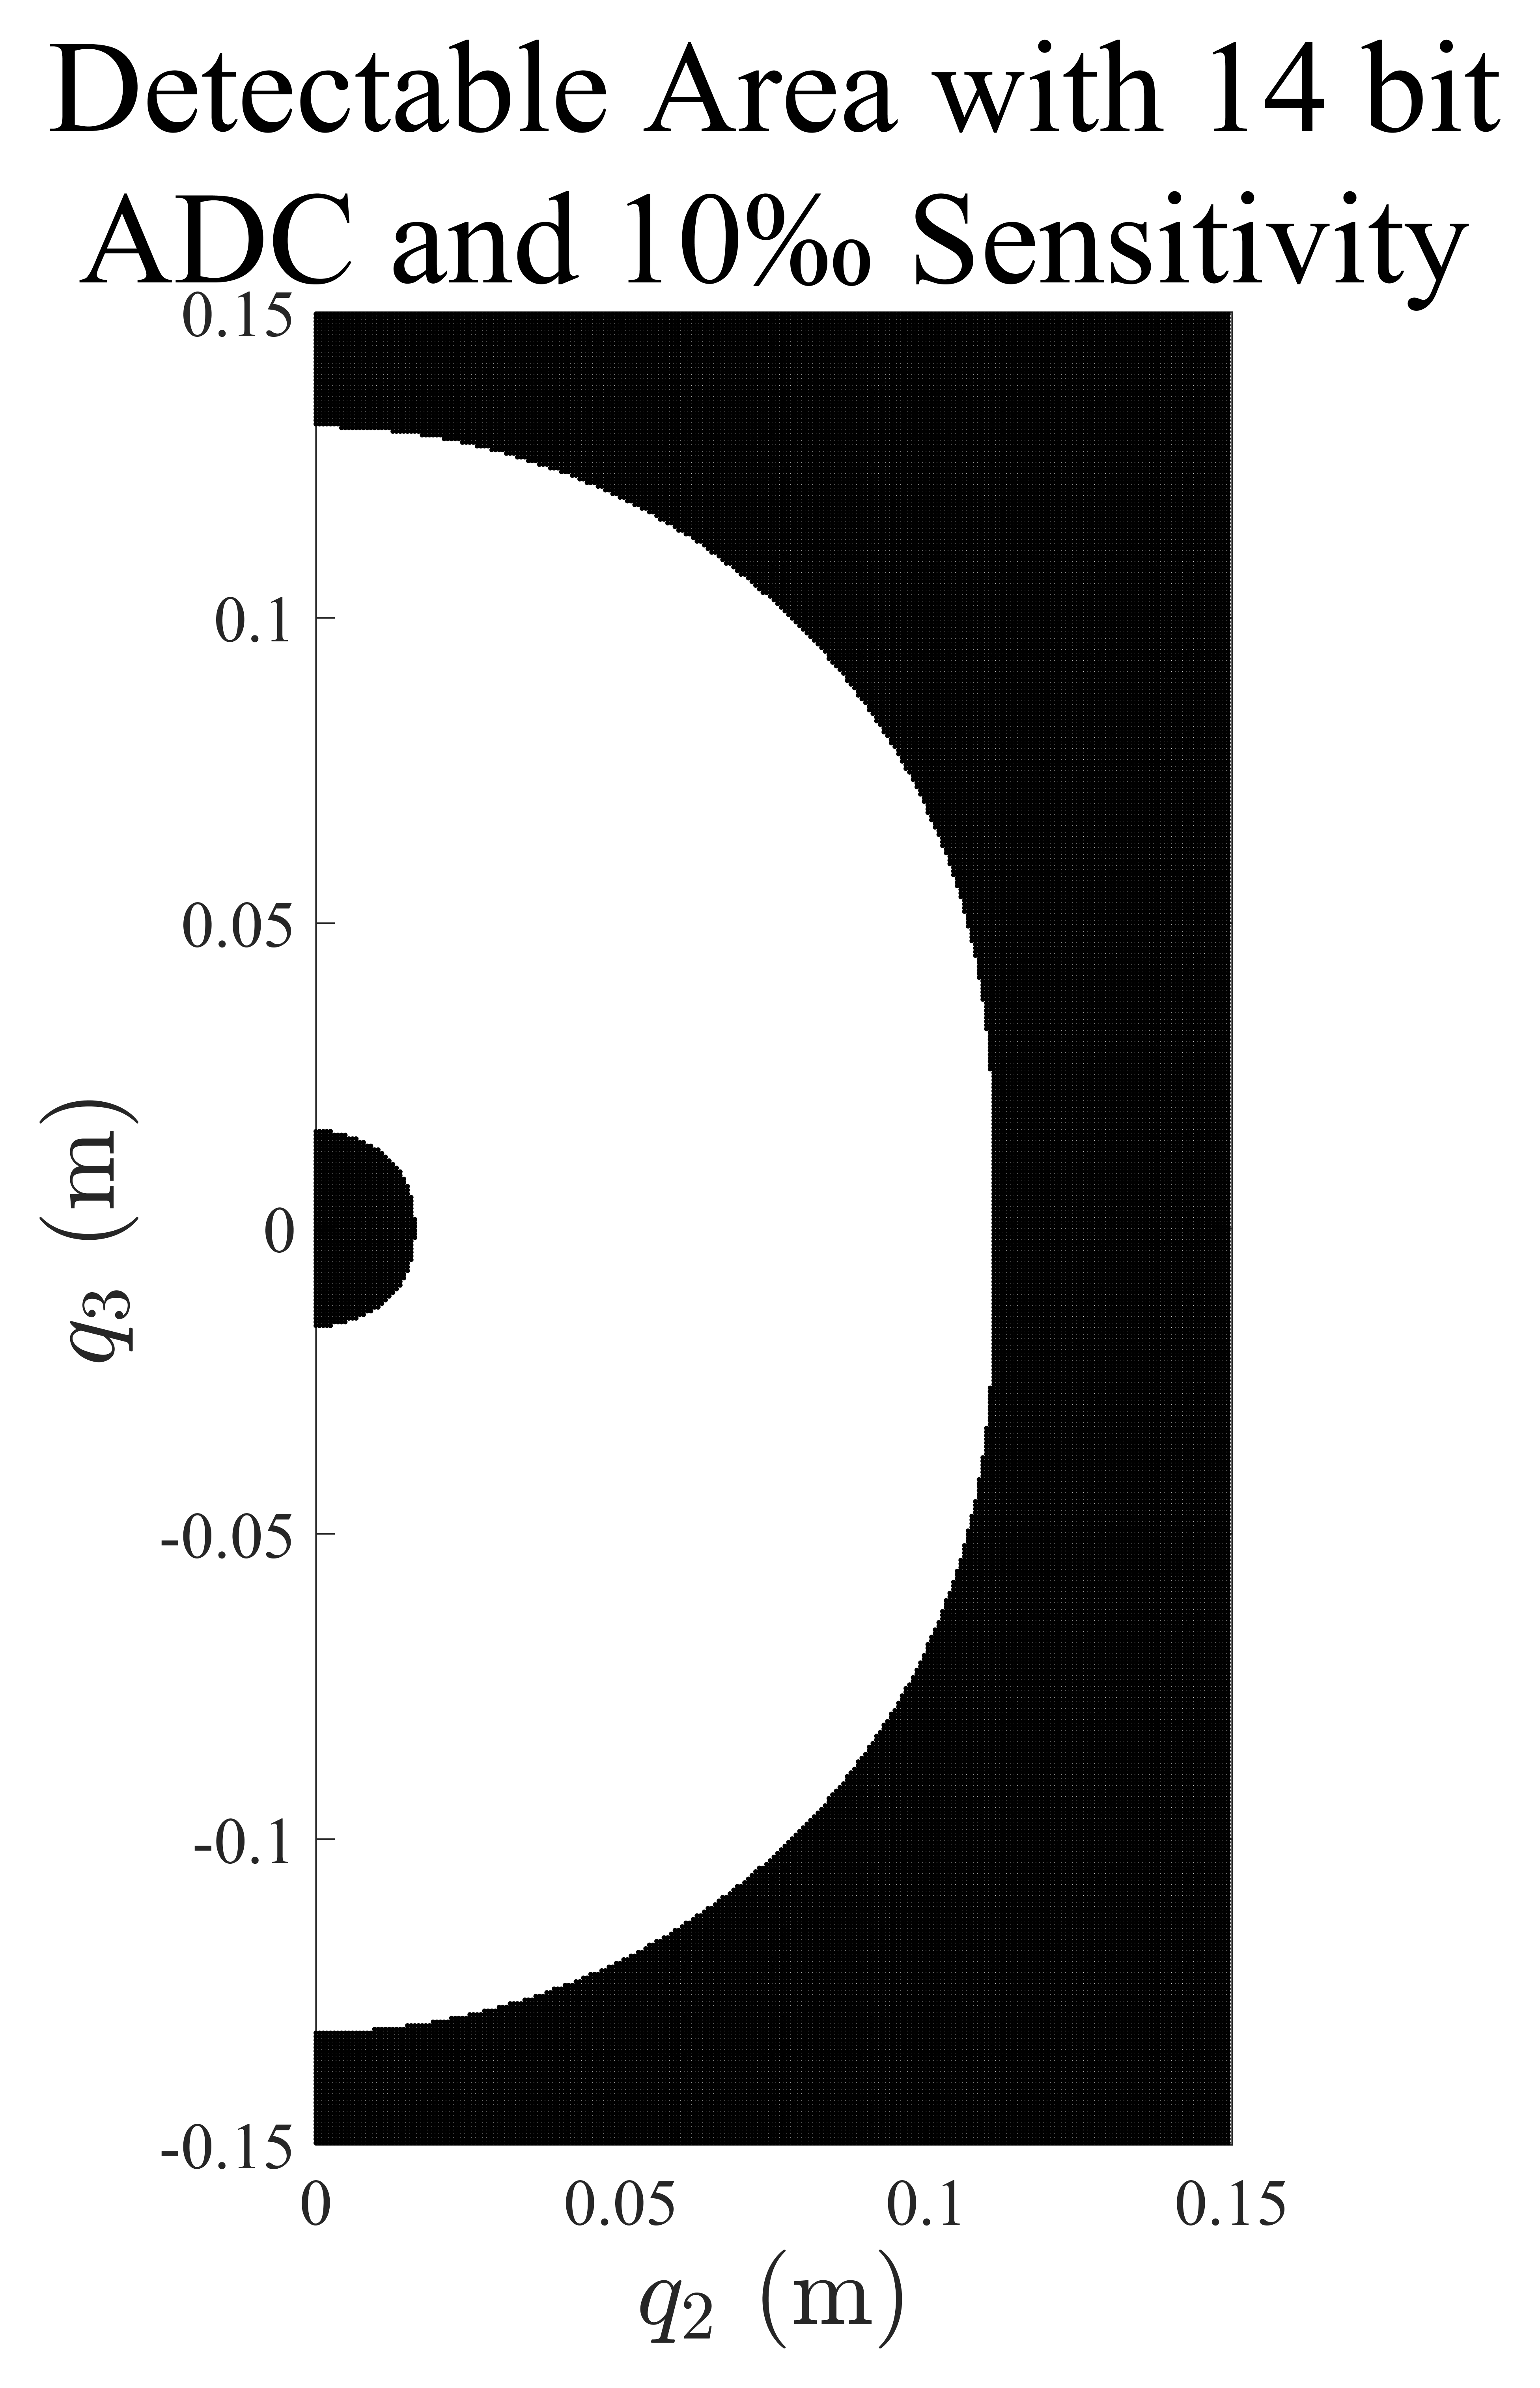 Detectable Area with 14 bit
ADC and 10‰ Sensitivity
0.15
0.1
0.05
0
-0.05
-0.1
-0.15
q3 (m)
0 0.05 0.1 0.15
q2 (m)